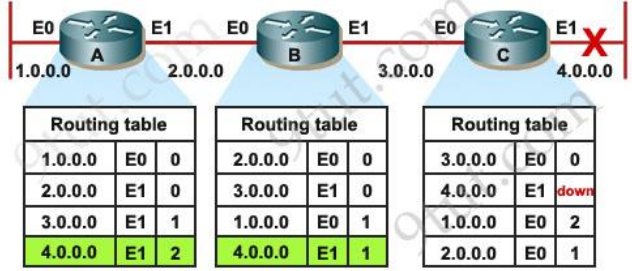 E0 E1 E0 E1 E0 E1 X
A B C
1.0.0.0 2.0.0.0 3.0.0.0 4.0.0.0
Routing table
1.0.0.0 E0 0
2.0.0.0 E1 0
3.0.0.0 E1 1
4.0.0.0 E1 2
Routing table
2.0.0.0 E0 0
3.0.0.0 E1 0
1.0.0.0 E0 1
4.0.0.0 E1 1
Routing table
3.0.0.0 E0 0
4.0.0.0 E1 down
1.0.0.0 E0 2
2.0.0.0 E0 1
9tut.com
9tut.com
9tut.com